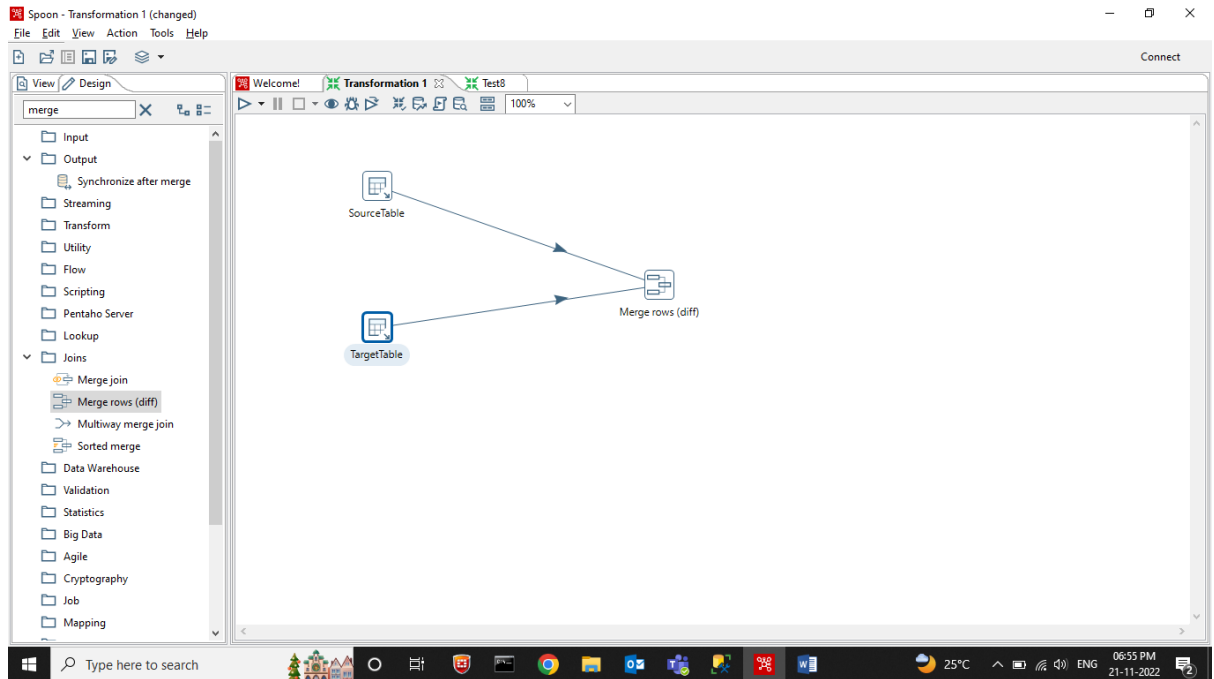 Spoon - Transformation 1 (changed)
File Edit View Action Tools Help
Connect
View Design
Welcome! Transformation 1 Test8
merge
100%
Input
Output
Synchronize after merge
Streaming
Transform
Utility
Flow
Scripting
Pentaho Server
Lookup
Joins
Merge join
Merge rows (diff)
Multiway merge join
Sorted merge
Data Warehouse
Validation
Statistics
Big Data
Agile
Cryptography
Job
Mapping
SourceTable
Merge rows (diff)
TargetTable
Type here to search
25°C
ENG
06:55 PM
21-11-2022
2